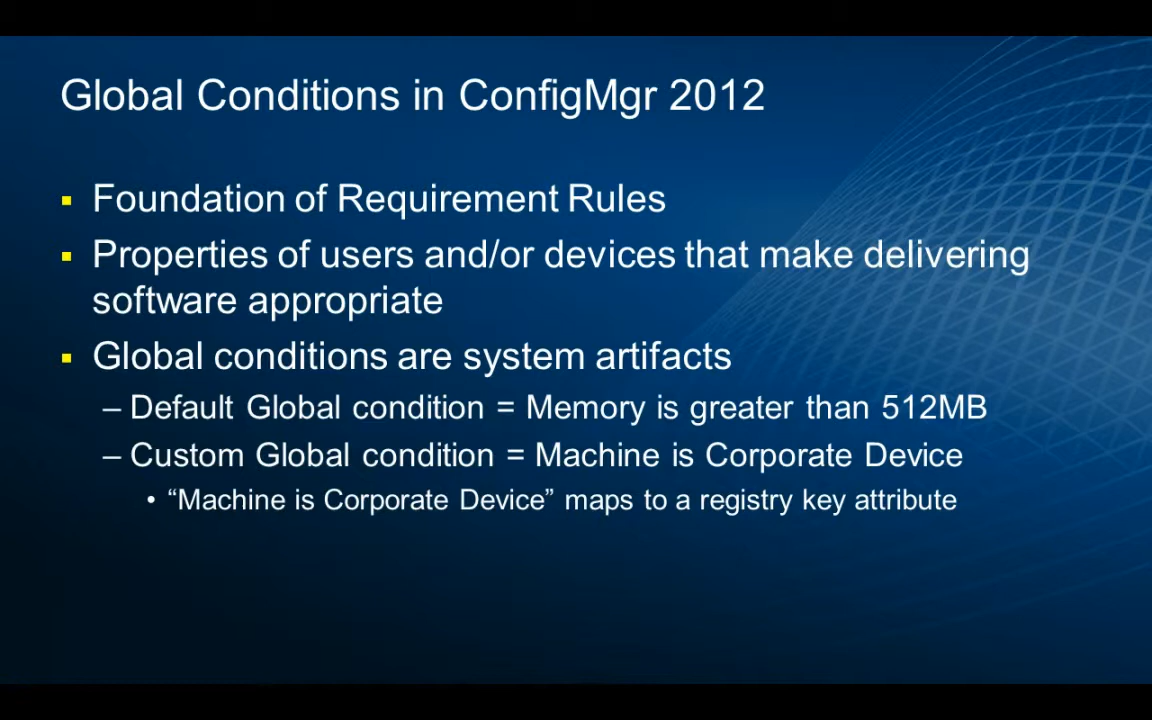 Global Conditions in ConfigMgr 2012
▪ Foundation of Requirement Rules
▪ Properties of users and/or devices that make delivering
software appropriate
▪ Global conditions are system artifacts
– Default Global condition = Memory is greater than 512MB
– Custom Global condition = Machine is Corporate Device
• “Machine is Corporate Device” maps to a registry key attribute